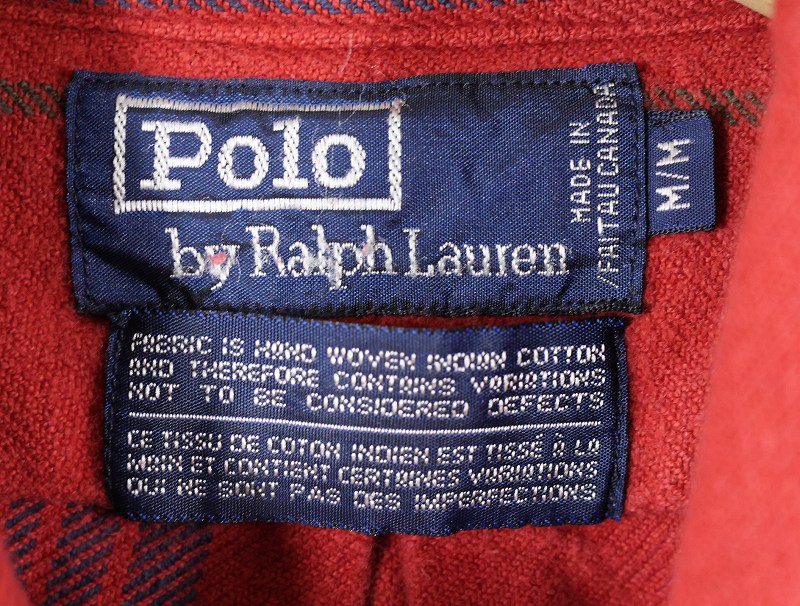 Polo
by Ralph Lauren
MADE IN
/FAIT AU CANADA
M/M
FABRIC IS HAND WOVEN INDIAN COTTON
AND THEREFORE CONTAINS VARIATIONS
NOT TO BE CONSIDERED DEFECTS
CE TISSU DE COTON INDIEN EST TISSÉ À LA
MAIN ET CONTIENT CERTAINES VARIATIONS
QUI NE SONT PAS DES IMPERFECTIONS